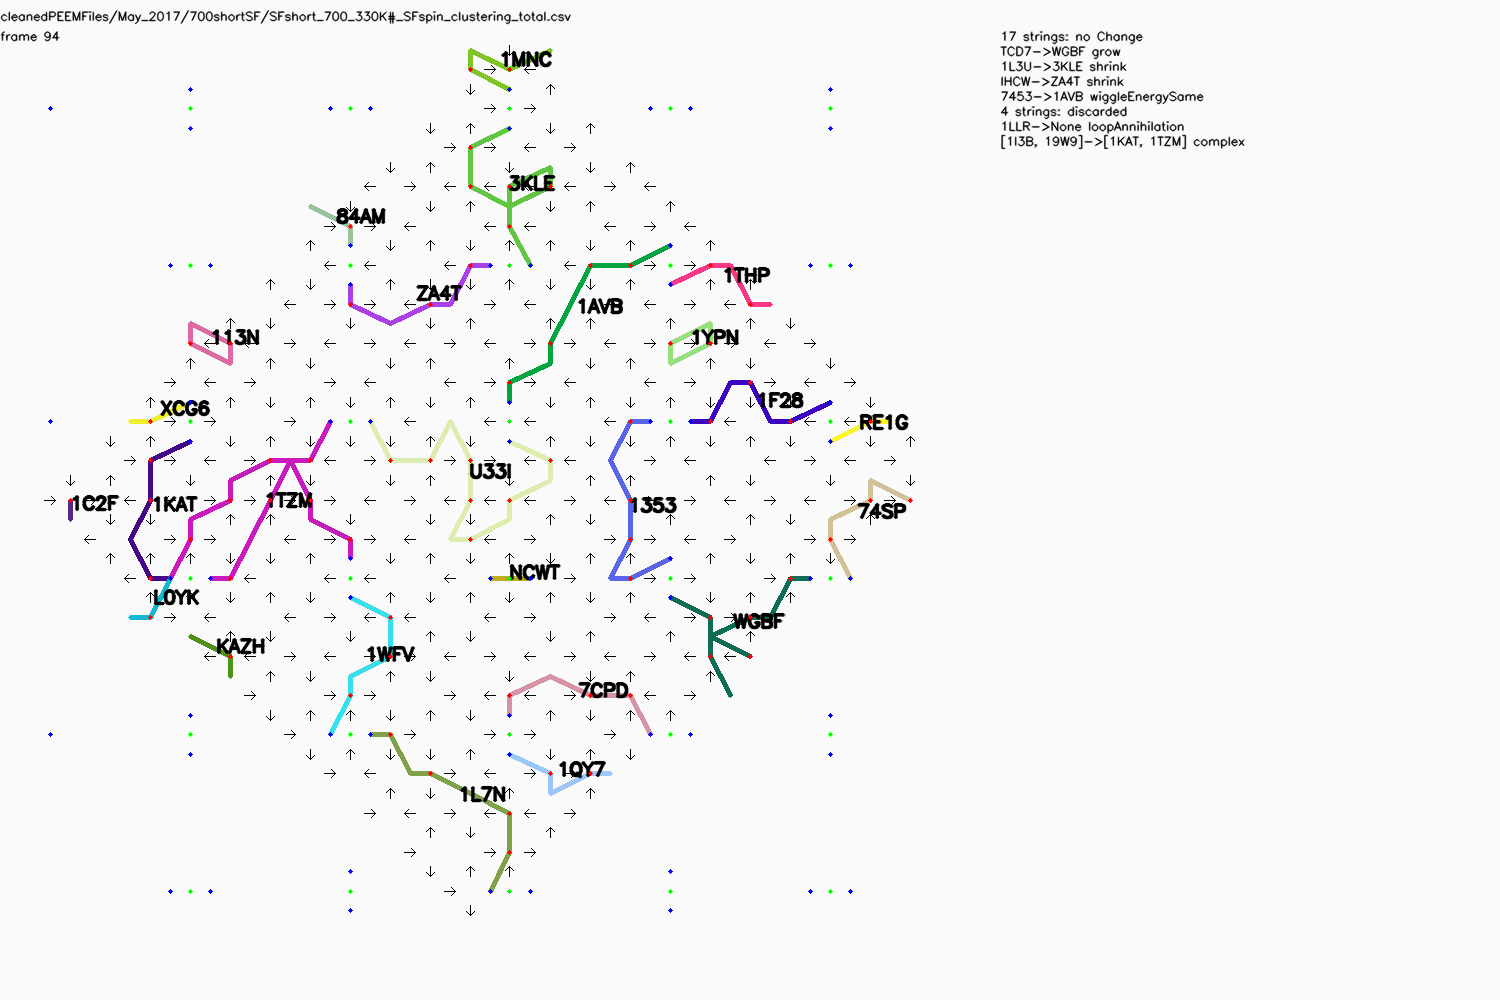 cleanedPEEMFiles/May_2017/700shortSF/SFshort_700_330K#_SFspin_clustering_total.csv
frame 94
17 strings: no Change
TCD7->WGBF grow
1L3U->3KLE shrink
IHCW->ZA4T shrink
7453->1AVB wiggleEnergySame
4 strings: discarded
1LLR->None loopAnnihilation
[1I3B, 19W9]->[1KAT, 1TZM] complex
1MNC
3KLE
84AM
1THP
ZA4T
1AVB
113N
1YPN
1F28
XCG6
RE1G
U33I
1C2F
1KAT
1TZM
1353
74SP
NCWT
L0YK
WGBF
KAZH
1WFV
7CPD
1QY7
1L7N